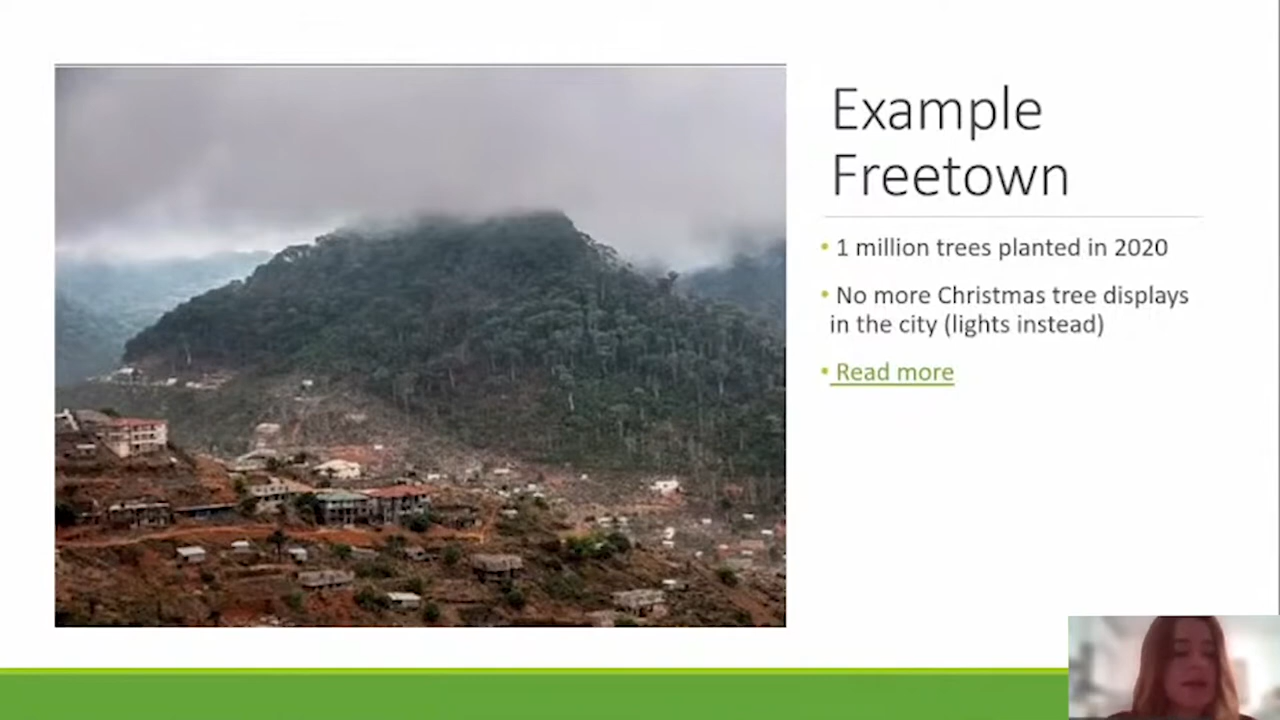 Example
Freetown
• 1 million trees planted in 2020
• No more Christmas tree displays
in the city (lights instead)
• Read more